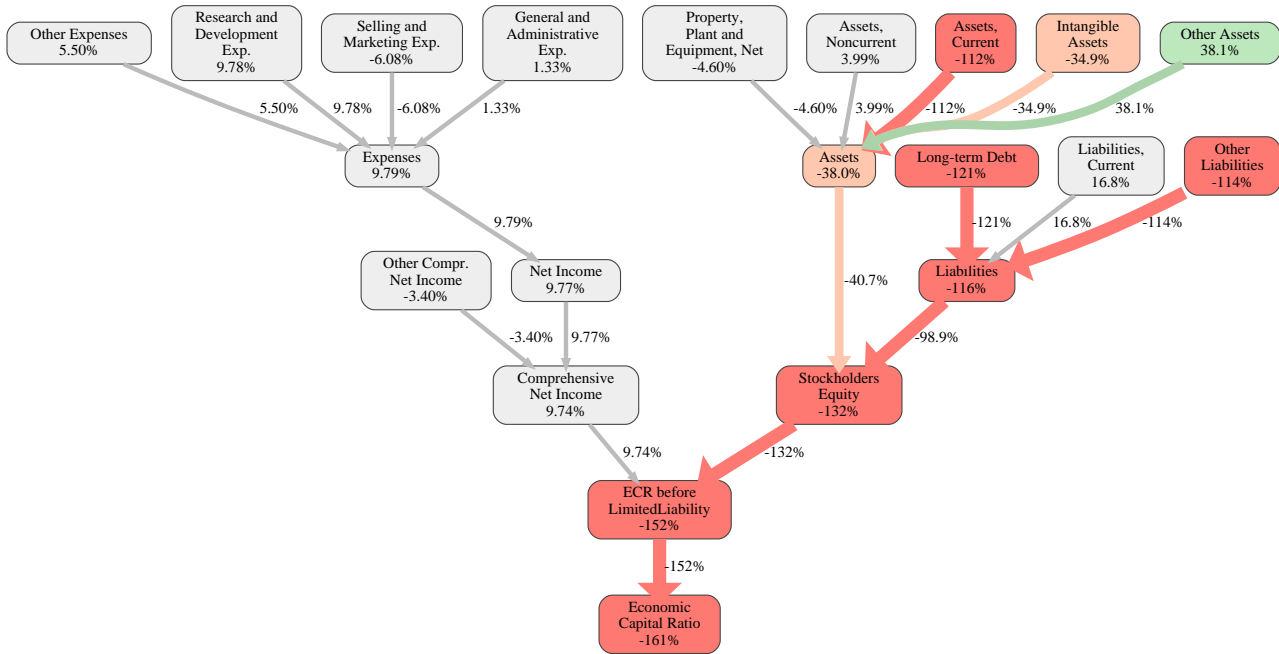 Other Expenses
5.50%
Research and
Development
Exp.
9.78%
Selling and
Marketing Exp.
-6.08%
General and
Administrative
Exp.
1.33%
Property,
Plant and
Equipment, Net
-4.60%
Assets,
Noncurrent
3.99%
Assets,
Current
-112%
Intangible
Assets
-34.9%
Other Assets
38.1%
5.50%
9.78%
-6.08%
1.33%
-4.60%
3.99%
-112%
-34.9%
38.1%
Expenses
9.79%
Assets
-38.0%
Long-term Debt
-121%
Liabilities,
Current
16.8%
Other
Liabilities
-114%
9.79%
-40.7%
-121%
16.8%
-114%
Other Compr.
Net Income
-3.40%
Net Income
9.77%
Liabilities
-116%
-3.40%
9.77%
-98.9%
Comprehensive
Net Income
9.74%
Stockholders
Equity
-132%
9.74%
-132%
ECR before
LimitedLiability
-152%
-152%
Economic
Capital Ratio
-161%